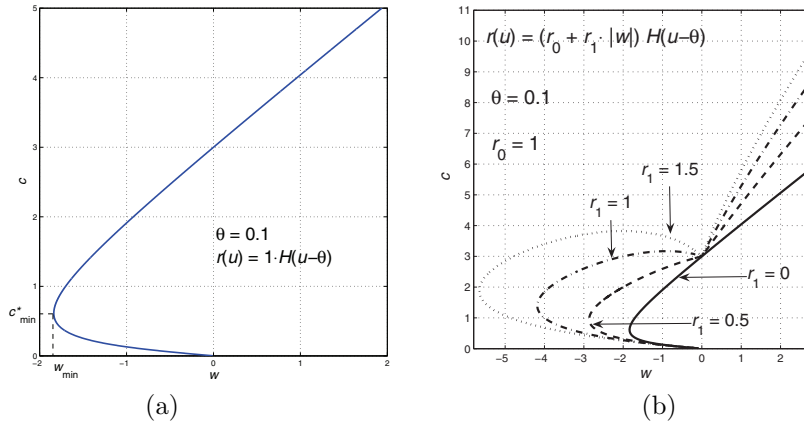 5
4
3
2
1
0
c
c*min
θ = 0.1
r(u) = 1·H(u−θ)
−2
−1
0
1
2
w
wmin
(a)
11
10
9
8
7
6
5
4
3
2
1
0
c
r(u) = (r0 + r1· |w|) H(u−θ)
θ = 0.1
r0 = 1
r1 = 1.5
r1 = 1
r1 = 0
r1 = 0.5
−5
−4
−3
−2
−1
0
1
2
w
(b)